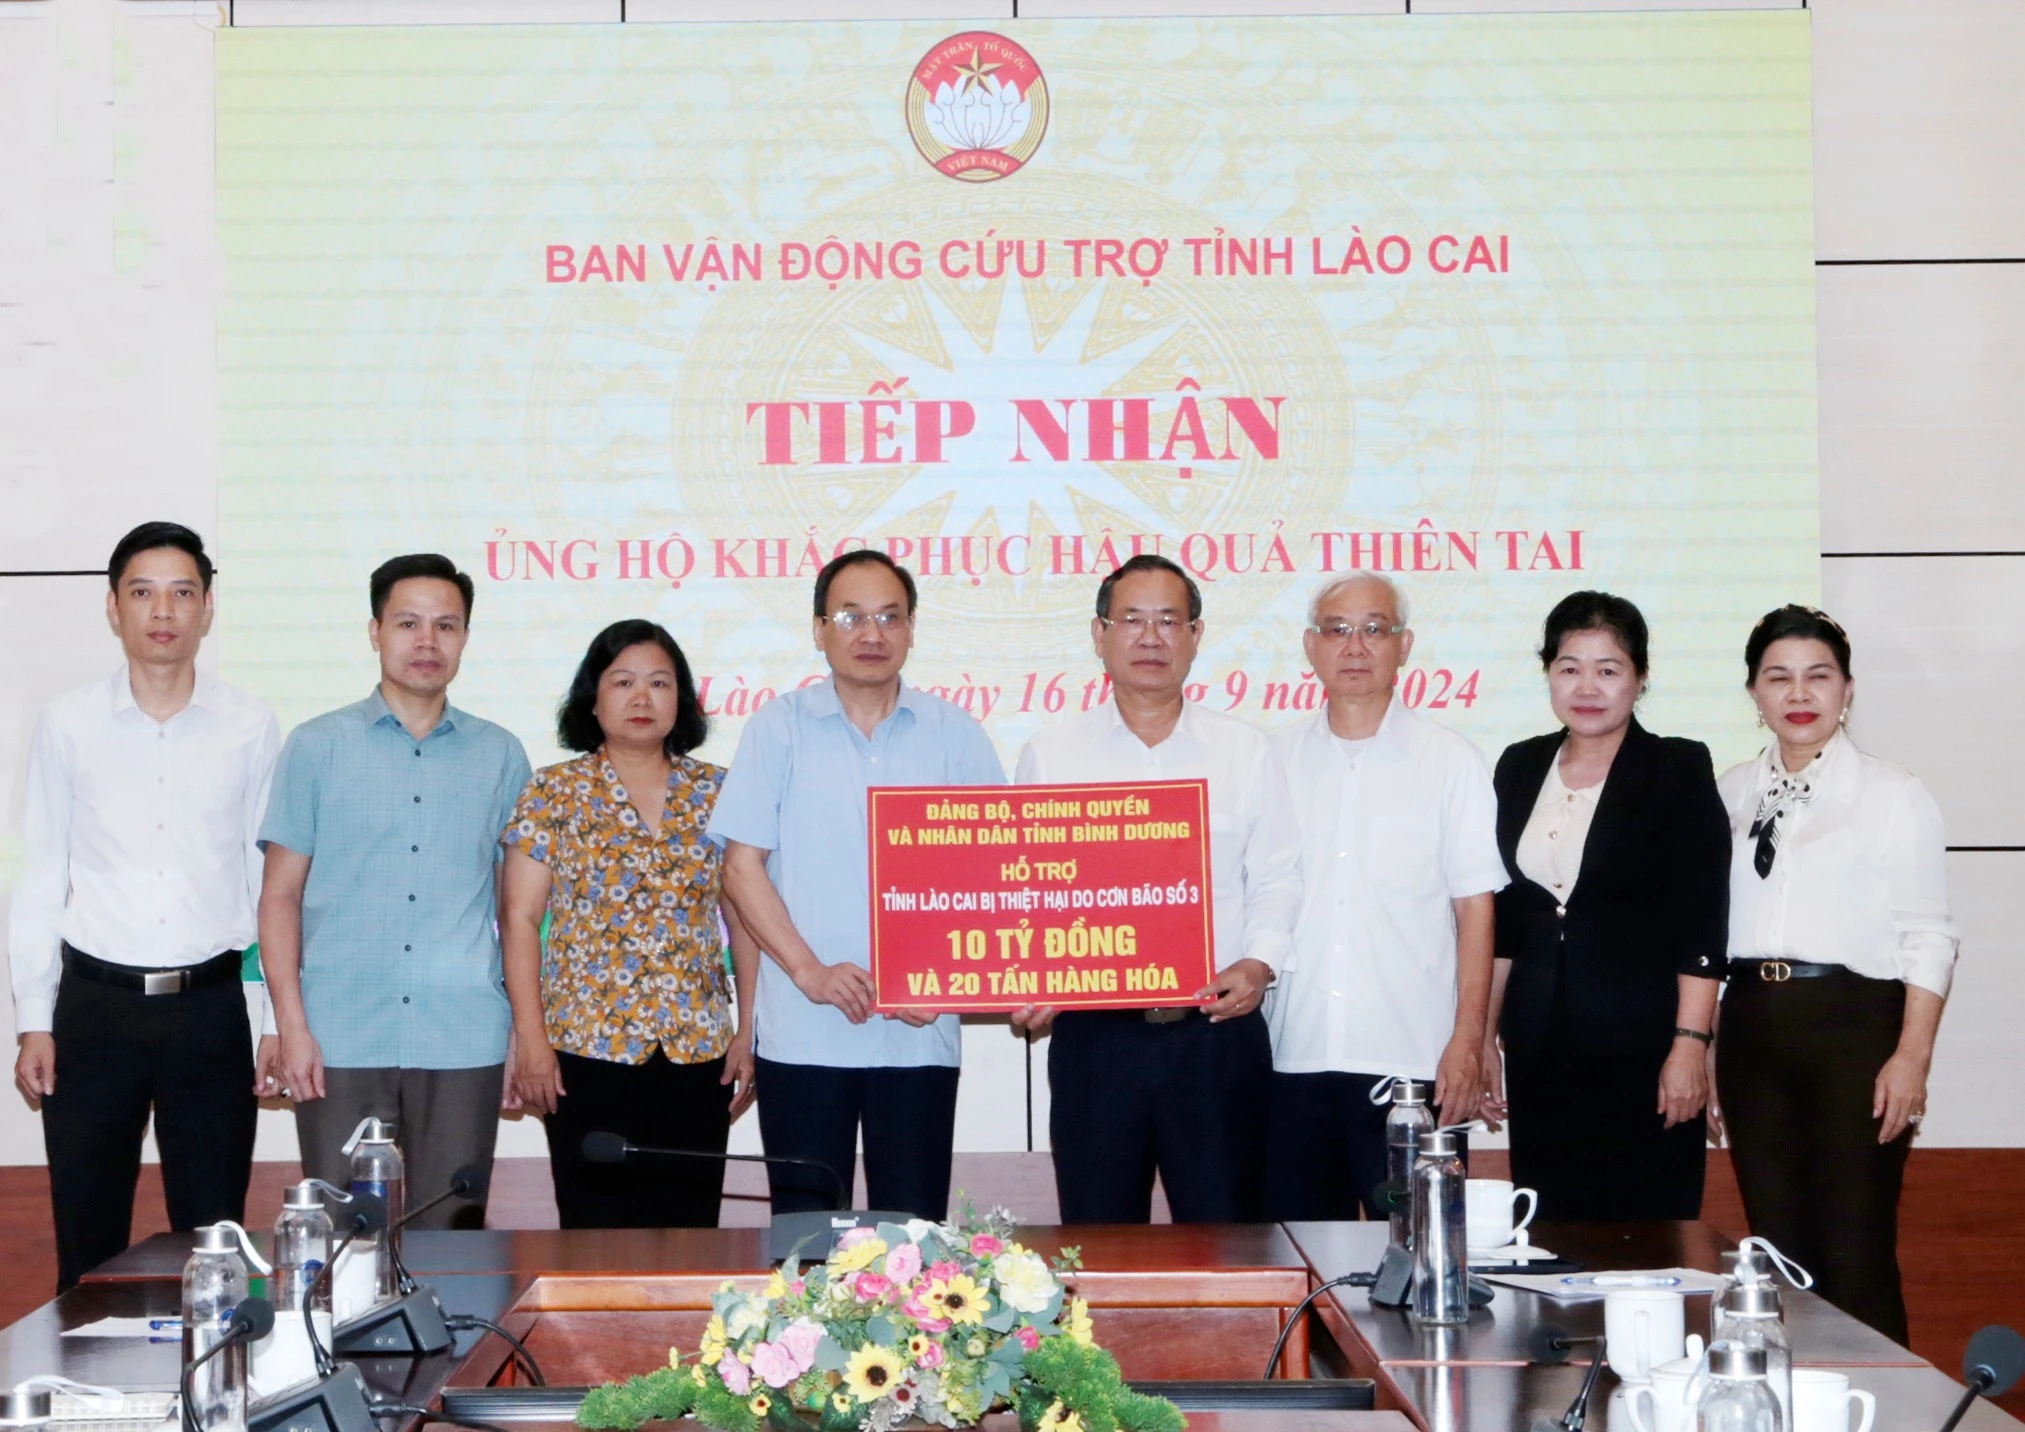 MẶT TRẬN TỔ QUỐC
VIỆT NAM
BAN VẬN ĐỘNG CỨU TRỢ TỈNH LÀO CAI
TIẾP NHẬN
ỦNG HỘ KHẮC PHỤC HẬU QUẢ THIÊN TAI
Lào ngày 16 9 2024
ĐẢNG BỘ, CHÍNH QUYỀN
VÀ NHÂN DÂN TỈNH BÌNH DƯƠNG
HỖ TRỢ
TỈNH LÀO CAI BỊ THIỆT HẠI DO CƠN BÃO SỐ 3
10 TỶ ĐỒNG
VÀ 20 TẤN HÀNG HÓA
CD